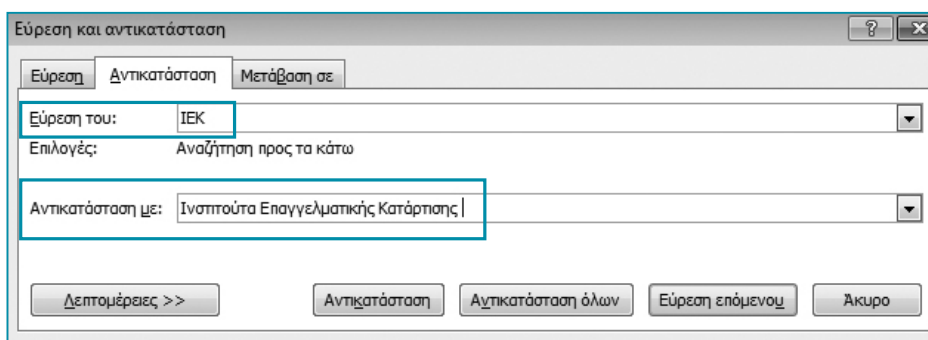 Εύρεση και αντικατάσταση
Εύρεση Αντικατάσταση Μετάβαση σε
Εύρεση του: ΙΕΚ
Επιλογές: Αναζήτηση προς τα κάτω
Αντικατάσταση με: Ινστιτούτα Επαγγελματικής Κατάρτισης
Λεπτομέρειες >> Αντικατάσταση Αντικατάσταση όλων Εύρεση επόμενου Άκυρο